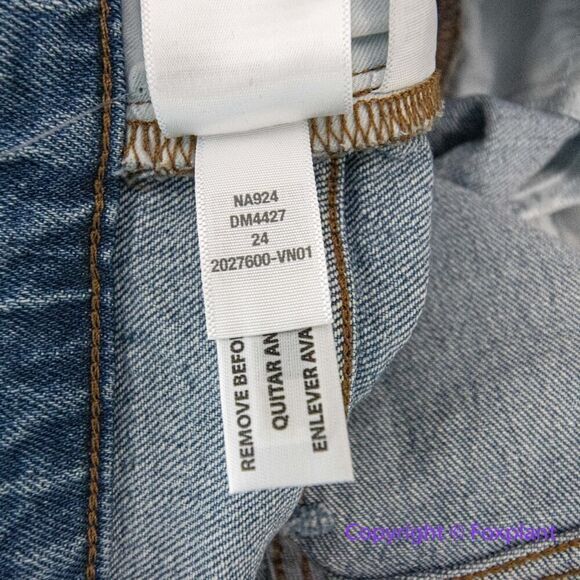 NA924
DM4427
24
2027600-VN01
REMOVE BEFO
QUITAR AN
ENLEVER AVA
Copyright © Foxplant